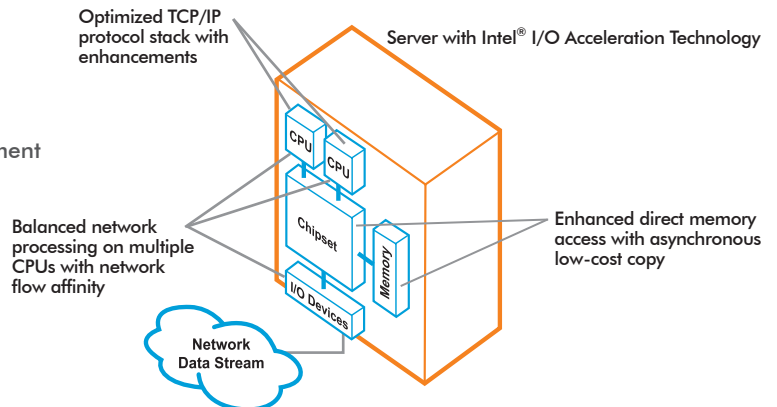 Optimized TCP/IP
protocol stack with
enhancements
Server with Intel® I/O Acceleration Technology
CPU
CPU
Chipset
Memory
I/O Devices
Balanced network
processing on multiple
CPUs with network
flow affinity
Enhanced direct memory
access with asynchronous
low-cost copy
Network
Data Stream